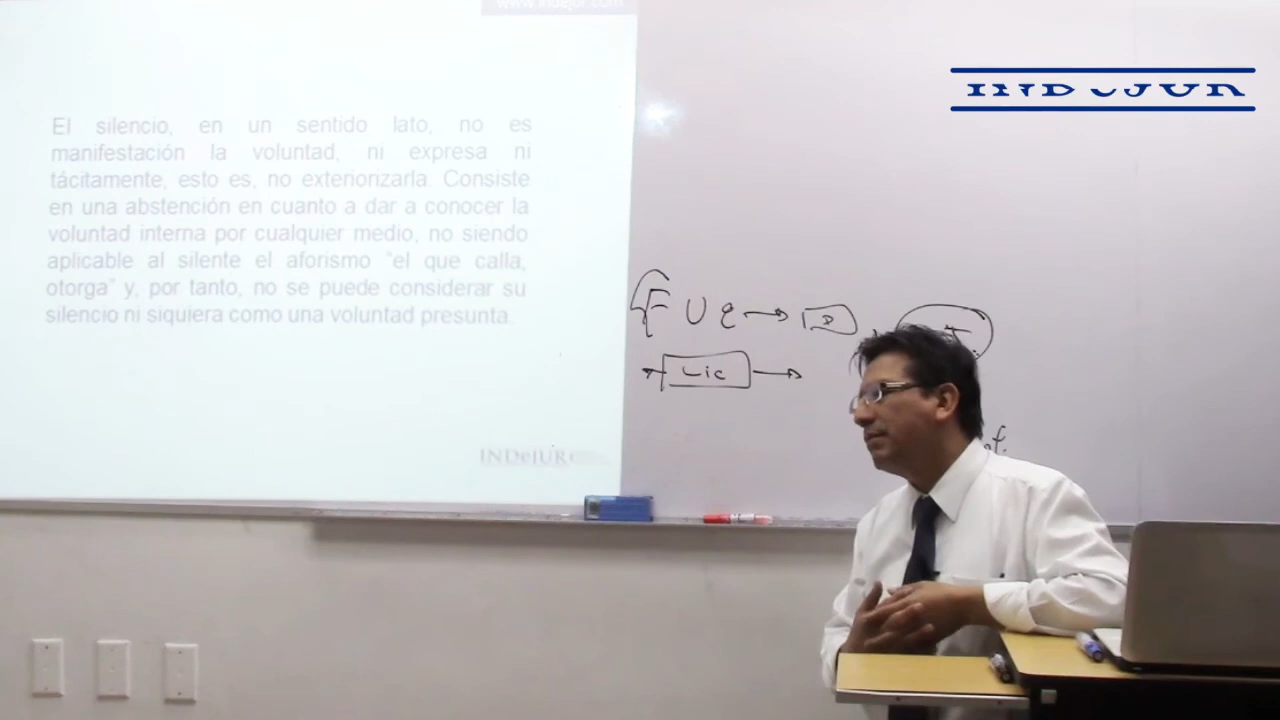 www.indejur.com
INDeJUR
El silencio, en un sentido lato, no es
manifestación la voluntad, ni expresa ni
tácitamente, esto es, no exteriorizarla. Consiste
en una abstención en cuanto a dar a conocer la
voluntad interna por cualquier medio, no siendo
aplicable al silente el aforismo "el que calla,
otorga" y, por tanto, no se puede considerar su
silencio ni siquiera como una voluntad presunta.
Lic
INDeJUR